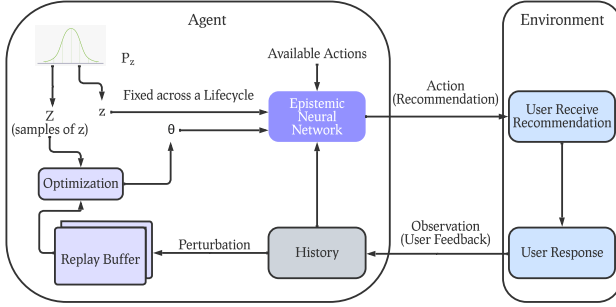 Agent
Environment
P_z
Available Actions
Z
(samples of z)
z
Fixed across a Lifecycle
θ
Epistemic
Neural
Network
Action
(Recommendation)
User Receive
Recommendation
Optimization
Replay Buffer
Perturbation
History
Observation
(User Feedback)
User Response